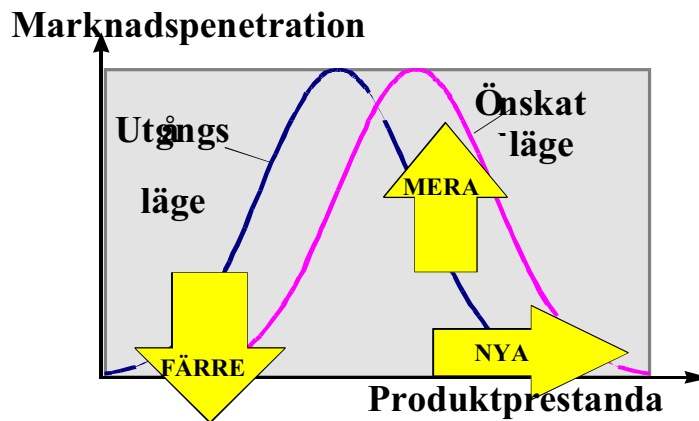 Marknadspenetration
Utgångs
läge
Önskat
läge
MERA
FÄRRE
NYA
Produktprestanda